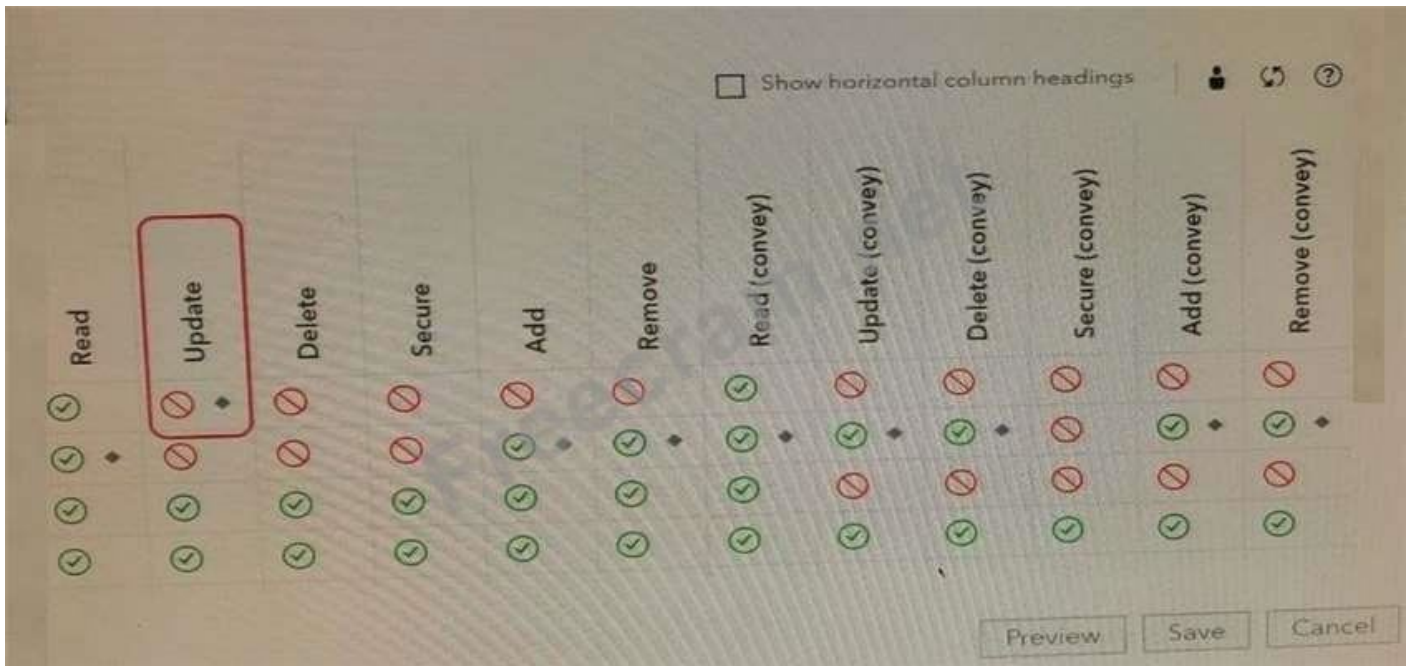 Show horizontal column headings
Read
Update
Delete
Secure
Add
Remove
Read (convey)
Update (convey)
Delete (convey)
Secure (convey)
Add (convey)
Remove (convey)
Preview
Save
Cancel